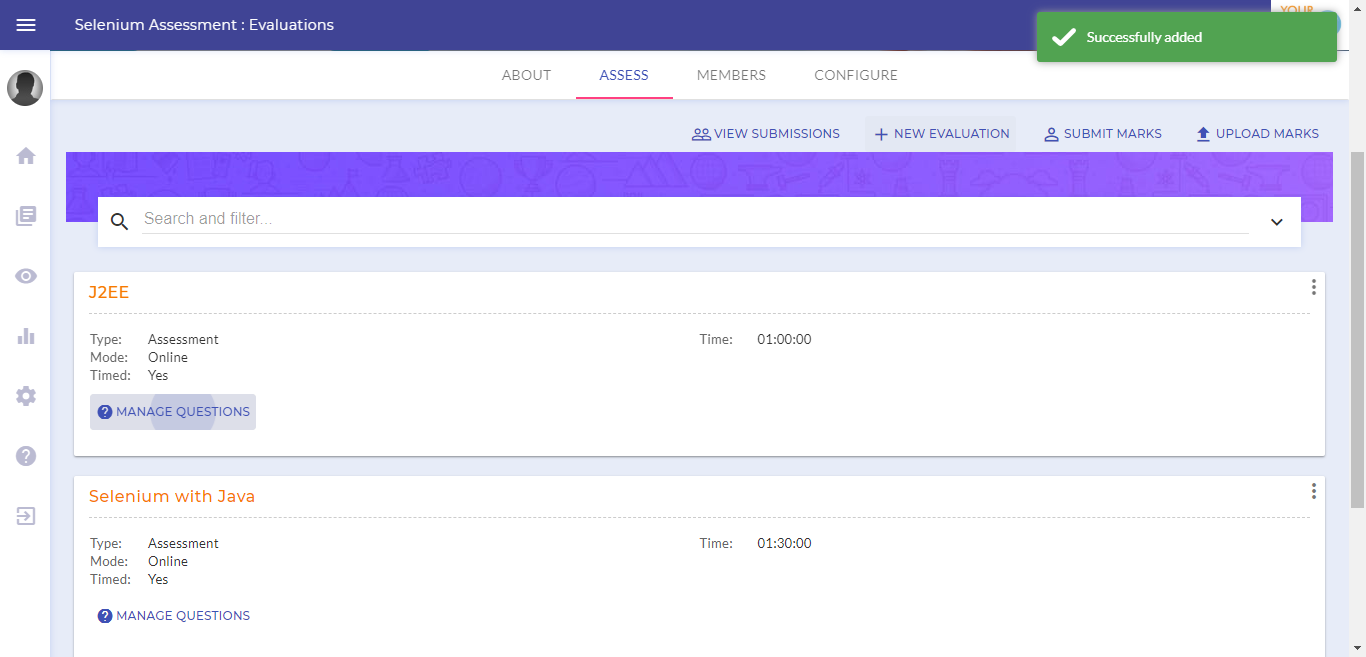 Selenium Assessment : Evaluations
YOUR
Successfully added
ABOUT
ASSESS
MEMBERS
CONFIGURE
VIEW SUBMISSIONS
NEW EVALUATION
SUBMIT MARKS
UPLOAD MARKS
Search and filter...
J2EE
Type: Assessment
Time: 01:00:00
Mode: Online
Timed: Yes
MANAGE QUESTIONS
Selenium with Java
Type: Assessment
Time: 01:30:00
Mode: Online
Timed: Yes
MANAGE QUESTIONS